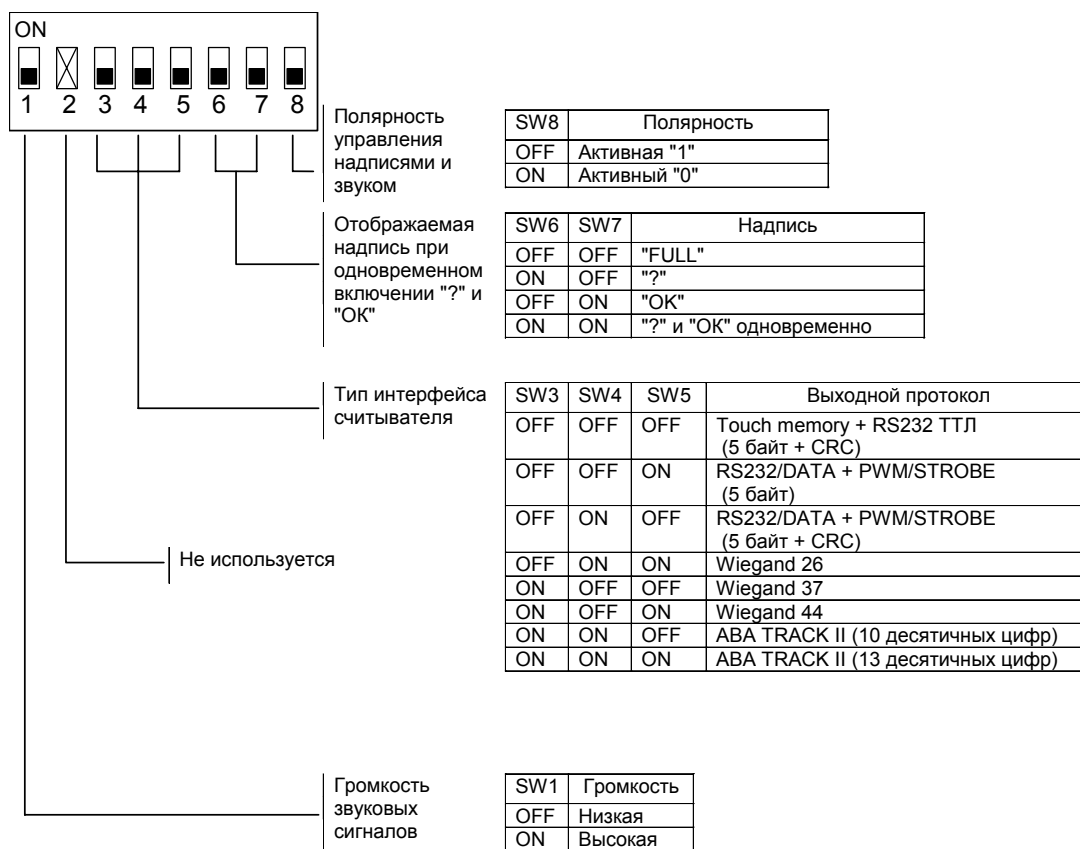 ON
1 2 3 4 5 6 7 8
Полярность
управления
надписями и
звуком
SW8 Полярность
OFF Активная "1"
ON Активный "0"
Отображаемая
надпись при
одновременном
включении "?" и
"ОК"
SW6 SW7 Надпись
OFF OFF "FULL"
ON OFF "?"
OFF ON "OK"
ON ON "?" и "ОК" одновременно
Тип интерфейса
считывателя
SW3 SW4 SW5 Выходной протокол
OFF OFF OFF Touch memory + RS232 ТТЛ
(5 байт + CRC)
OFF OFF ON RS232/DATA + PWM/STROBE
(5 байт)
OFF ON OFF RS232/DATA + PWM/STROBE
(5 байт + CRC)
OFF ON ON Wiegand 26
ON OFF OFF Wiegand 37
ON OFF ON Wiegand 44
ON ON OFF ABA TRACK II (10 десятичных цифр)
ON ON ON ABA TRACK II (13 десятичных цифр)
Не используется
Громкость
звуковых
сигналов
SW1 Громкость
OFF Низкая
ON Высокая